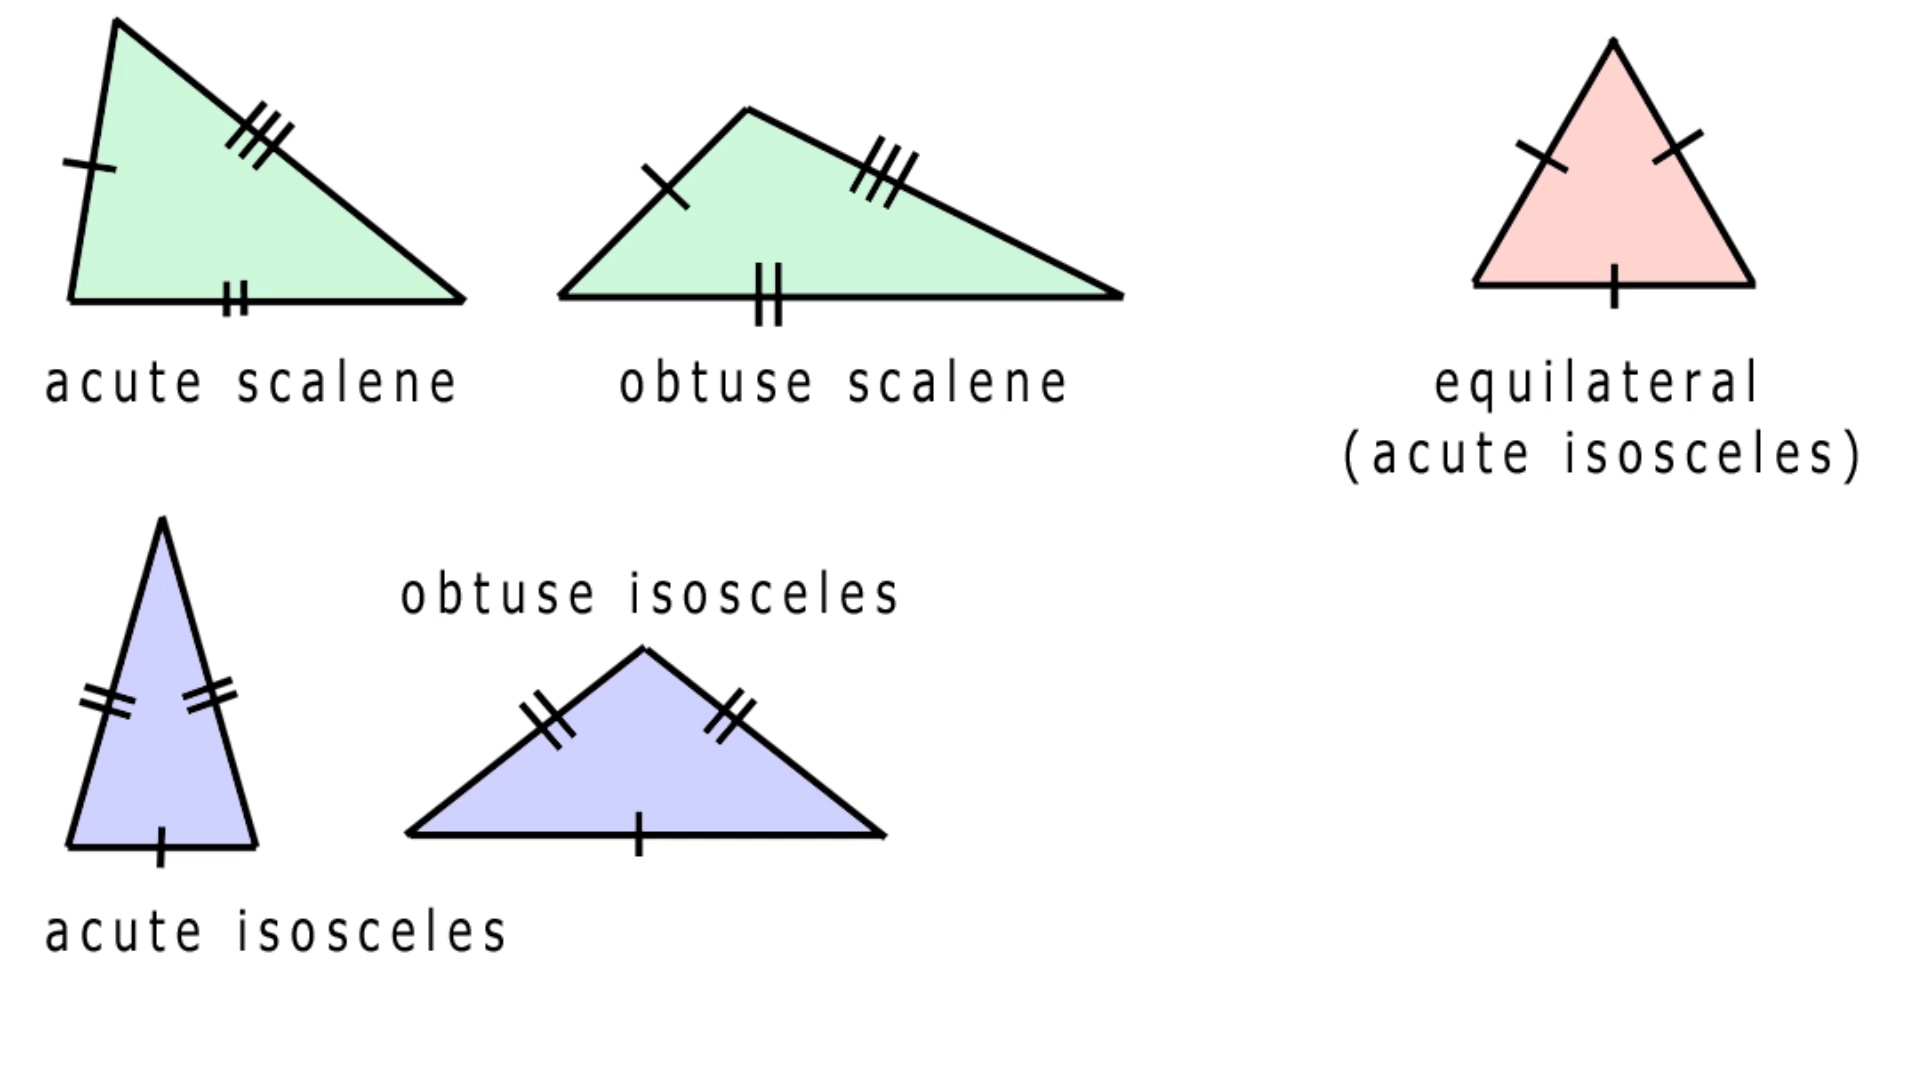 acute scalene
obtuse scalene
equilateral
(acute isosceles)
obtuse isosceles
acute isosceles